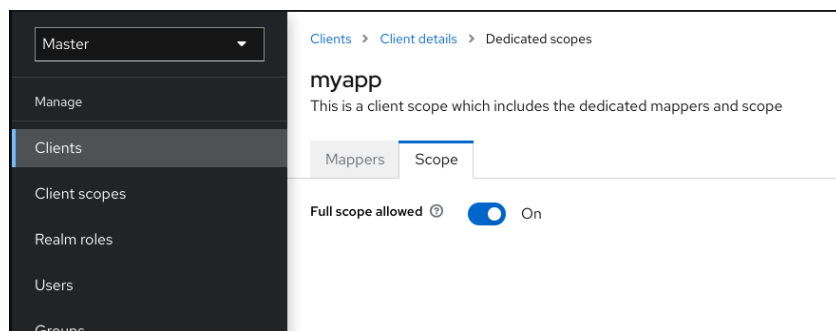 Master
Manage
Clients
Client scopes
Realm roles
Users
Groups
Clients > Client details > Dedicated scopes
myapp
This is a client scope which includes the dedicated mappers and scope
Mappers Scope
Full scope allowed On